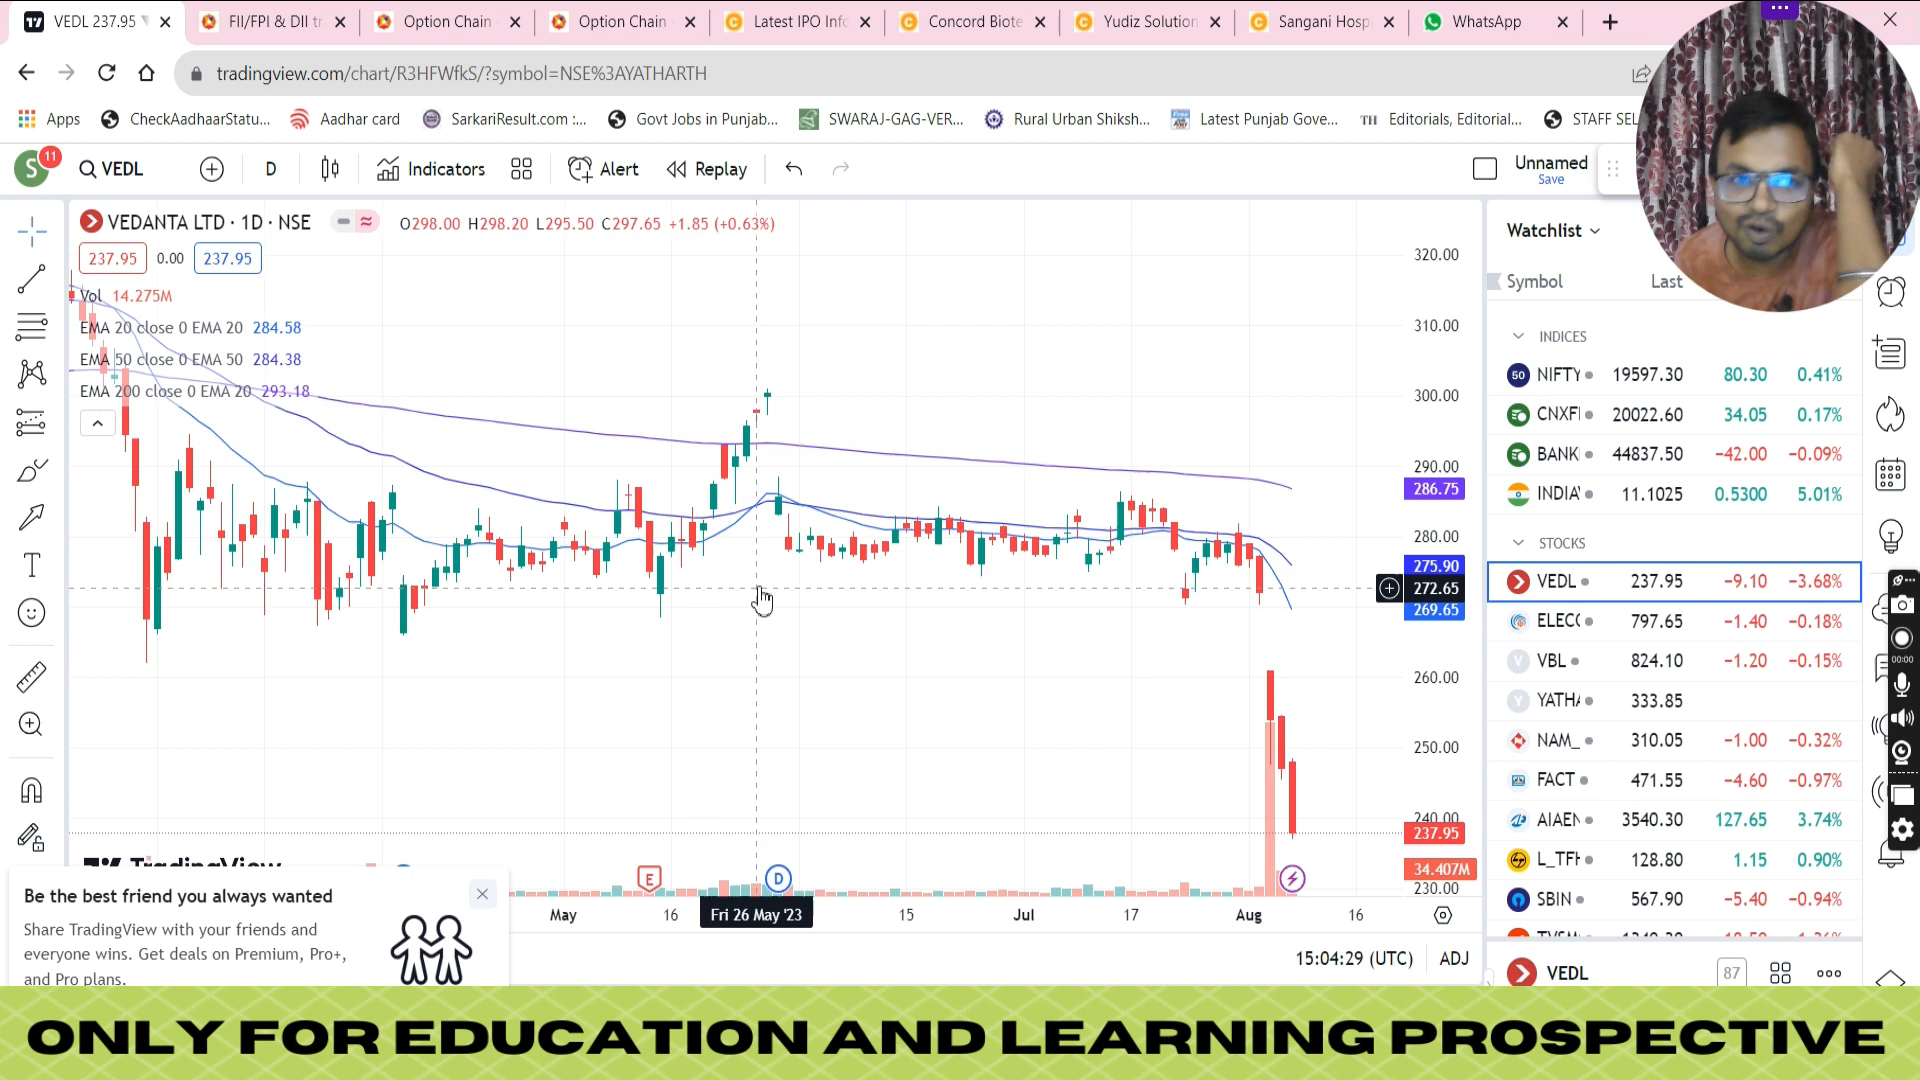 VEDL 237.95
FII/FPI & DII tr
Option Chain
Option Chain
Latest IPO Info
Concord Biote
Yudiz Solution
Sangani Hosp
WhatsApp
tradingview.com/chart/R3HFWfkS/?symbol=NSE%3AYATHARTH
Apps
CheckAadhaarStatu...
Aadhar card
SarkariResult.com :...
Govt Jobs in Punjab...
SWARAJ-GAG-VER...
Rural Urban Shiksh...
Latest Punjab Gove...
TH Editorials, Editorial...
STAFF SEL
S 11
VEDL
D
Indicators
Alert
Replay
Unnamed
Save
VEDANTA LTD · 1D · NSE
O298.00 H298.20 L295.50 C297.65 +1.85 (+0.63%)
237.95 0.00 237.95
Vol 14.275M
EMA 20 close 0 EMA 20 284.58
EMA 50 close 0 EMA 50 284.38
EMA 200 close 0 EMA 20 293.18
320.00
310.00
300.00
290.00
286.75
280.00
275.90
272.65
269.65
260.00
250.00
240.00
237.95
34.407M
230.00
TradingView
E
D
May
16
Fri 26 May '23
15
Jul
17
Aug
16
15:04:29 (UTC)
ADJ
Watchlist
Symbol Last
INDICES
50 NIFTY 19597.30 80.30 0.41%
CNXFI 20022.60 34.05 0.17%
BANK 44837.50 −42.00 −0.09%
INDIA 11.1025 0.5300 5.01%
STOCKS
VEDL 237.95 −9.10 −3.68%
ELECC 797.65 −1.40 −0.18%
V VBL 824.10 −1.20 −0.15%
Y YATHA 333.85
NAM_ 310.05 −1.00 −0.32%
FACT 471.55 −4.60 −0.97%
AIAEN 3540.30 127.65 3.74%
L_TFH 128.80 1.15 0.90%
SBIN 567.90 −5.40 −0.94%
VEDL
87
00:00
Be the best friend you always wanted
Share TradingView with your friends and
everyone wins. Get deals on Premium, Pro+,
and Pro plans.
ONLY FOR EDUCATION AND LEARNING PROSPECTIVE